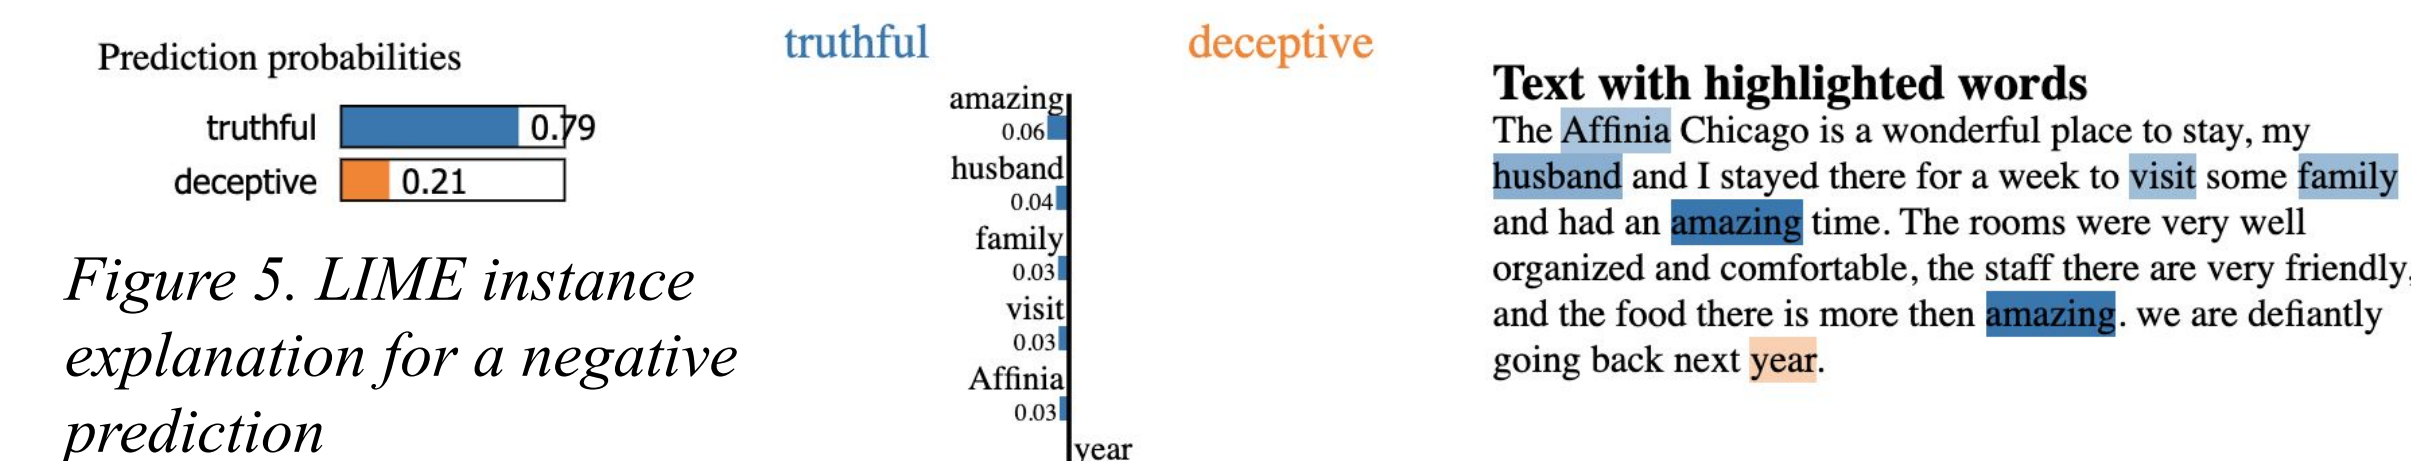 Prediction probabilities
truthful 0.79
deceptive 0.21
Figure 5. LIME instance
explanation for a negative
prediction
truthful deceptive
amazing
0.06
husband
0.04
family
0.03
visit
0.03
Affinia
0.03
year
Text with highlighted words
The Affinia Chicago is a wonderful place to stay, my
husband and I stayed there for a week to visit some family
and had an amazing time. The rooms were very well
organized and comfortable, the staff there are very friendly,
and the food there is more then amazing. we are defiantly
going back next year.